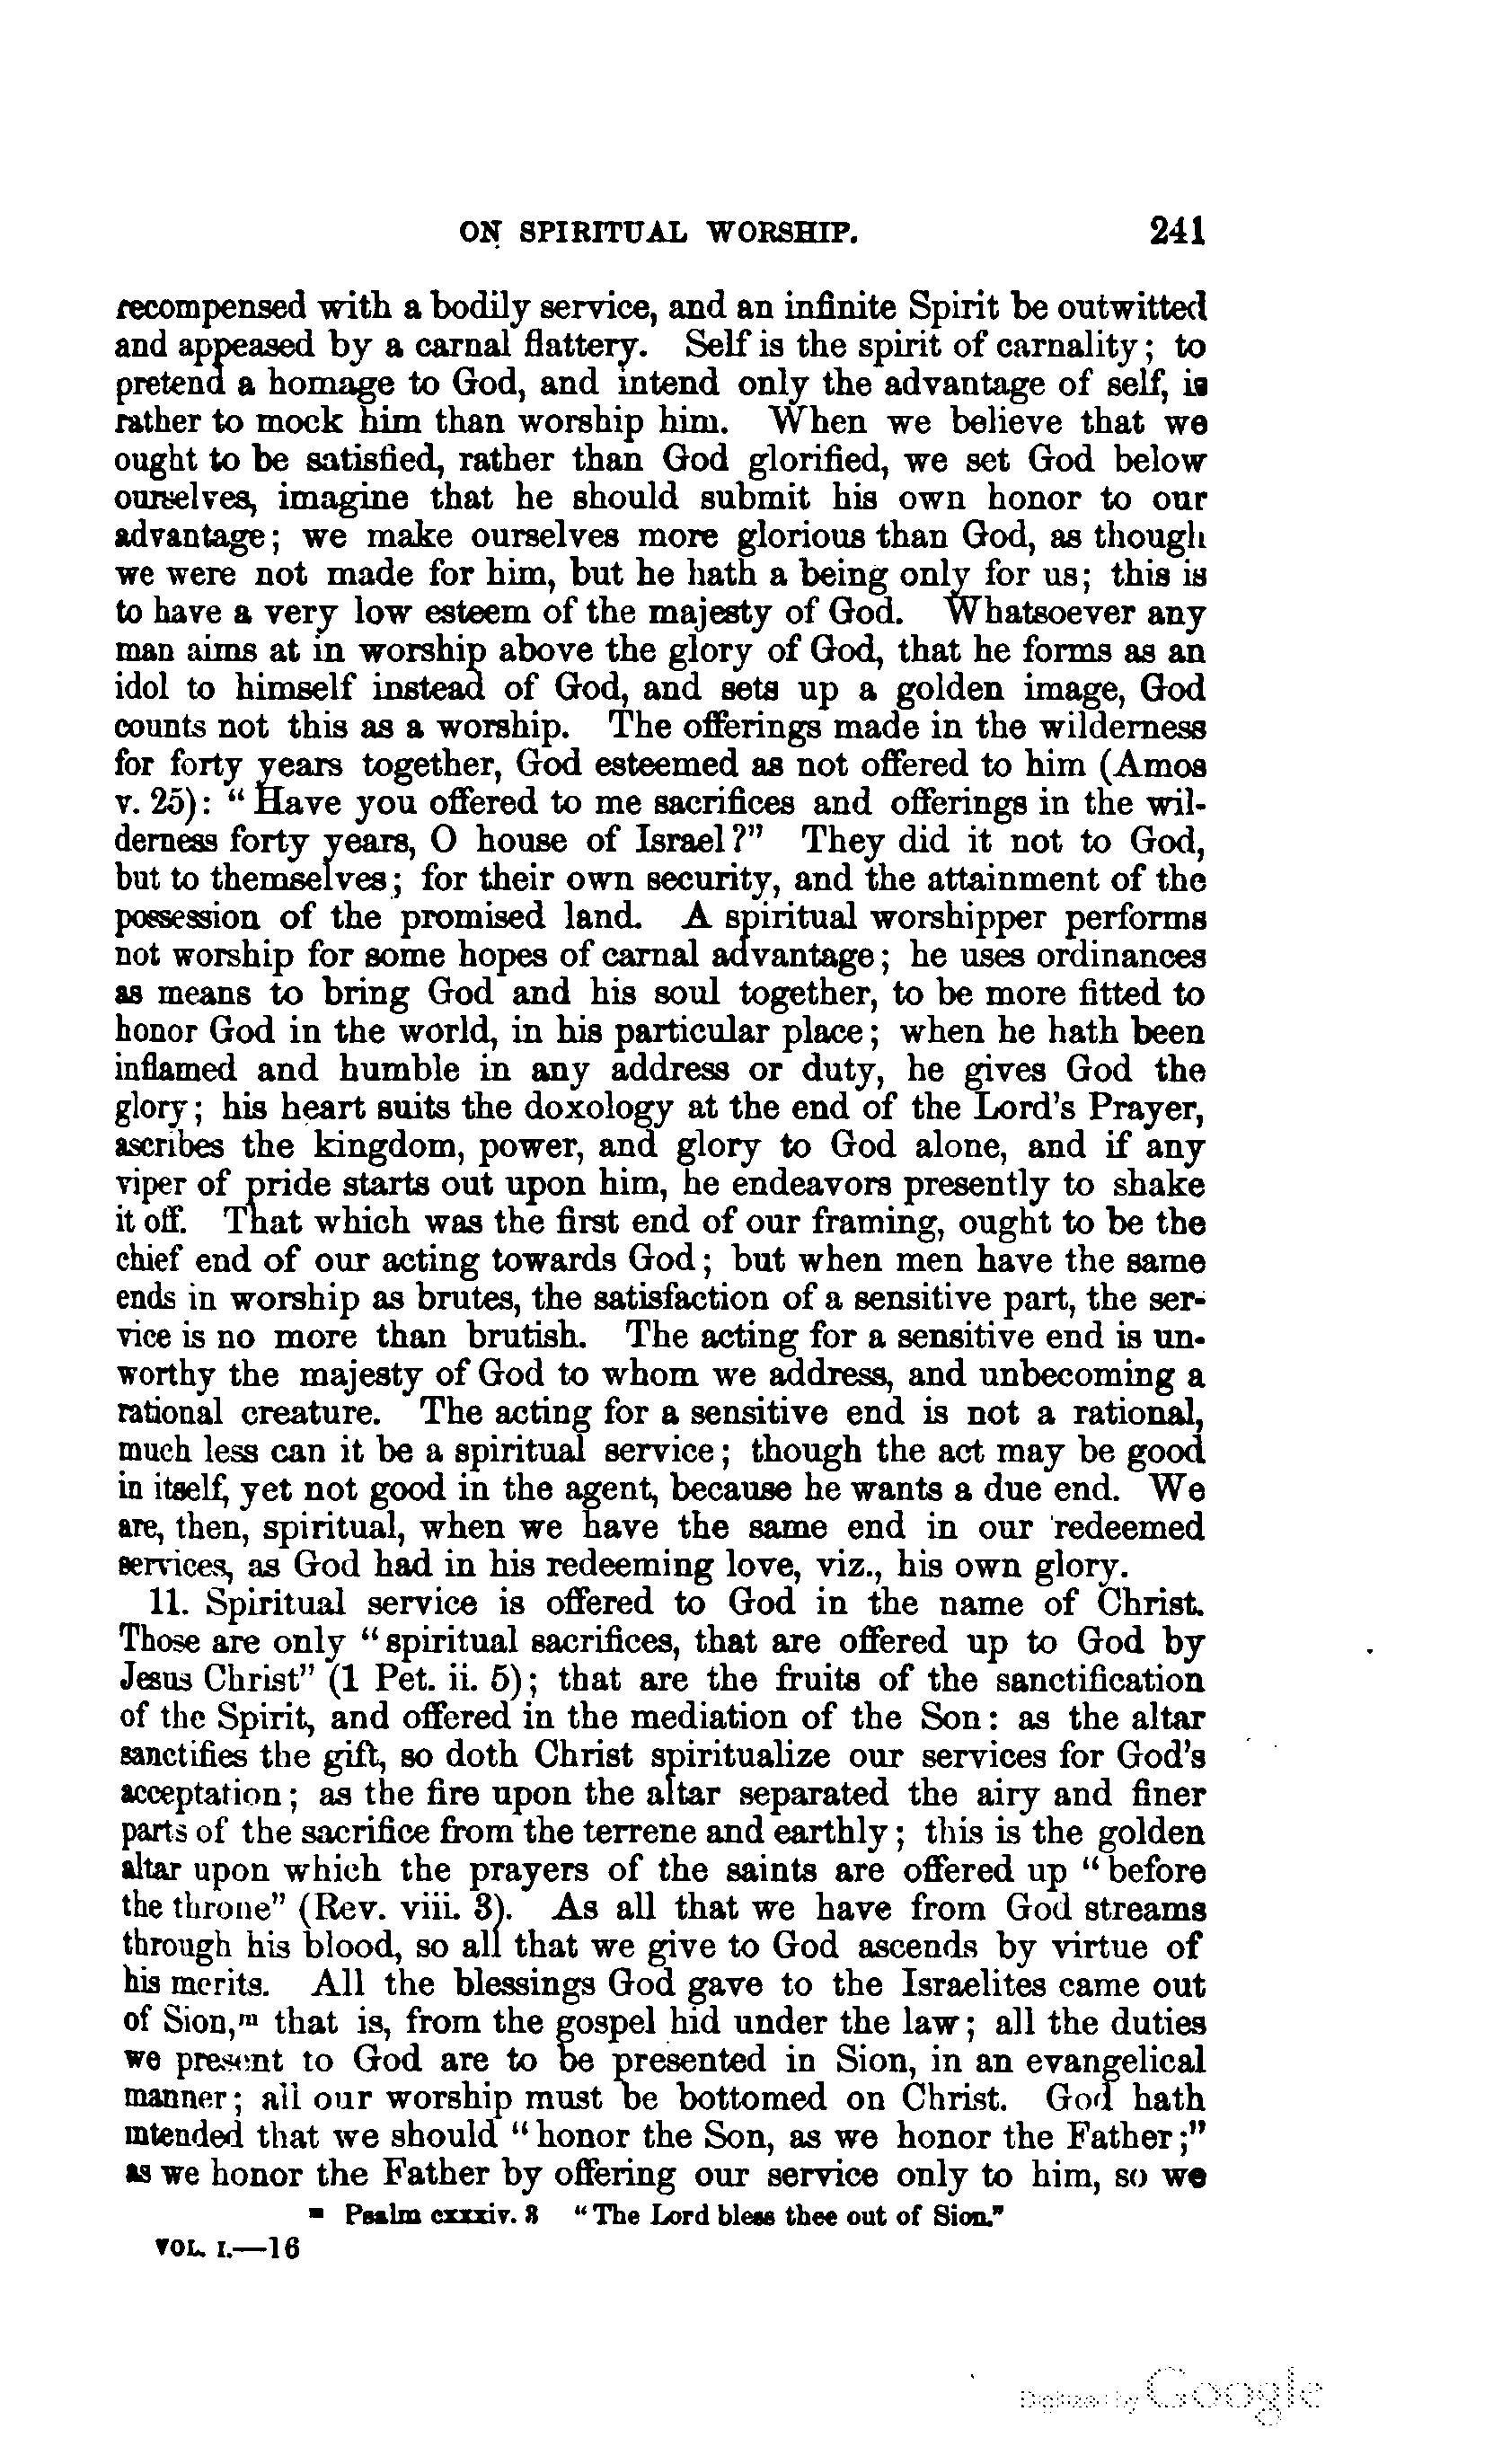 ON SPIRITUAL WORSHIP. 241
recompensed with a bodily service, and an infinite Spirit be outwitted
and appeased by a carnal flattery. Self is the spirit of carnality; to
pretend a homage to God, and intend only the advantage of self, is
rather to mock him than worship him. When we believe that we
ought to be satisfied, rather than God glorified, we set God below
ourselves, imagine that he should submit his own honor to our
advantage; we make ourselves more glorious than God, as though
we were not made for him, but he hath a being only for us; this is
to have a very low esteem of the majesty of God. Whatsoever any
man aims at in worship above the glory of God, that he forms as an
idol to himself instead of God, and sets up a golden image, God
counts not this as a worship. The offerings made in the wilderness
for forty years together, God esteemed as not offered to him (Amos
v. 25): "Have you offered to me sacrifices and offerings in the wil-
derness forty years, O house of Israel?" They did it not to God,
but to themselves; for their own security, and the attainment of the
possession of the promised land. A spiritual worshipper performs
not worship for some hopes of carnal advantage; he uses ordinances
as means to bring God and his soul together, to be more fitted to
honor God in the world, in his particular place; when he hath been
inflamed and humble in any address or duty, he gives God the
glory; his heart suits the doxology at the end of the Lord's Prayer,
ascribes the kingdom, power, and glory to God alone, and if any
viper of pride starts out upon him, he endeavors presently to shake
it off. That which was the first end of our framing, ought to be the
chief end of our acting towards God; but when men have the same
ends in worship as brutes, the satisfaction of a sensitive part, the ser-
vice is no more than brutish. The acting for a sensitive end is un-
worthy the majesty of God to whom we address, and unbecoming a
rational creature. The acting for a sensitive end is not a rational,
much less can it be a spiritual service; though the act may be good
in itself, yet not good in the agent, because he wants a due end. We
are, then, spiritual, when we have the same end in our redeemed
services, as God had in his redeeming love, viz., his own glory.
11. Spiritual service is offered to God in the name of Christ.
Those are only "spiritual sacrifices, that are offered up to God by
Jesus Christ" (1 Pet. ii. 5); that are the fruits of the sanctification
of the Spirit, and offered in the mediation of the Son: as the altar
sanctifies the gift, so doth Christ spiritualize our services for God's
acceptation; as the fire upon the altar separated the airy and finer
parts of the sacrifice from the terrene and earthly; this is the golden
altar upon which the prayers of the saints are offered up "before
the throne" (Rev. viii. 3). As all that we have from God streams
through his blood, so all that we give to God ascends by virtue of
his merits. All the blessings God gave to the Israelites came out
of Sion,ᵐ that is, from the gospel hid under the law; all the duties
we present to God are to be presented in Sion, in an evangelical
manner; all our worship must be bottomed on Christ. God hath
intended that we should "honor the Son, as we honor the Father;"
as we honor the Father by offering our service only to him, so we
ᵐ Psalm cxxxiv. 3 "The Lord bless thee out of Sion."
VOL. I.—16
Digitized by Google